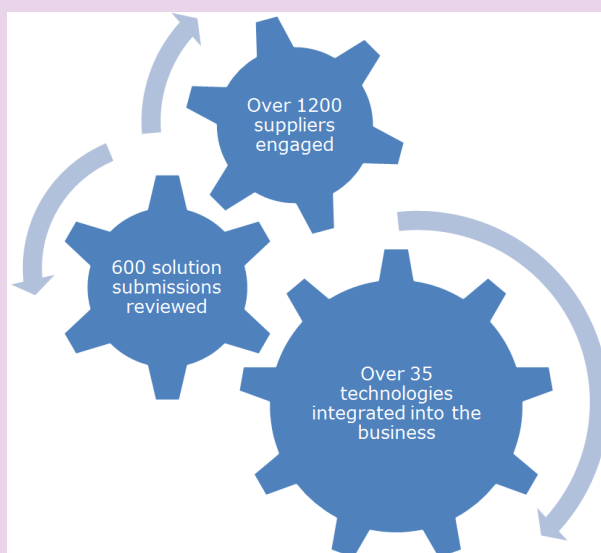 Over 1200
suppliers
engaged
600 solution
submissions
reviewed
Over 35
technologies
integrated into the
business